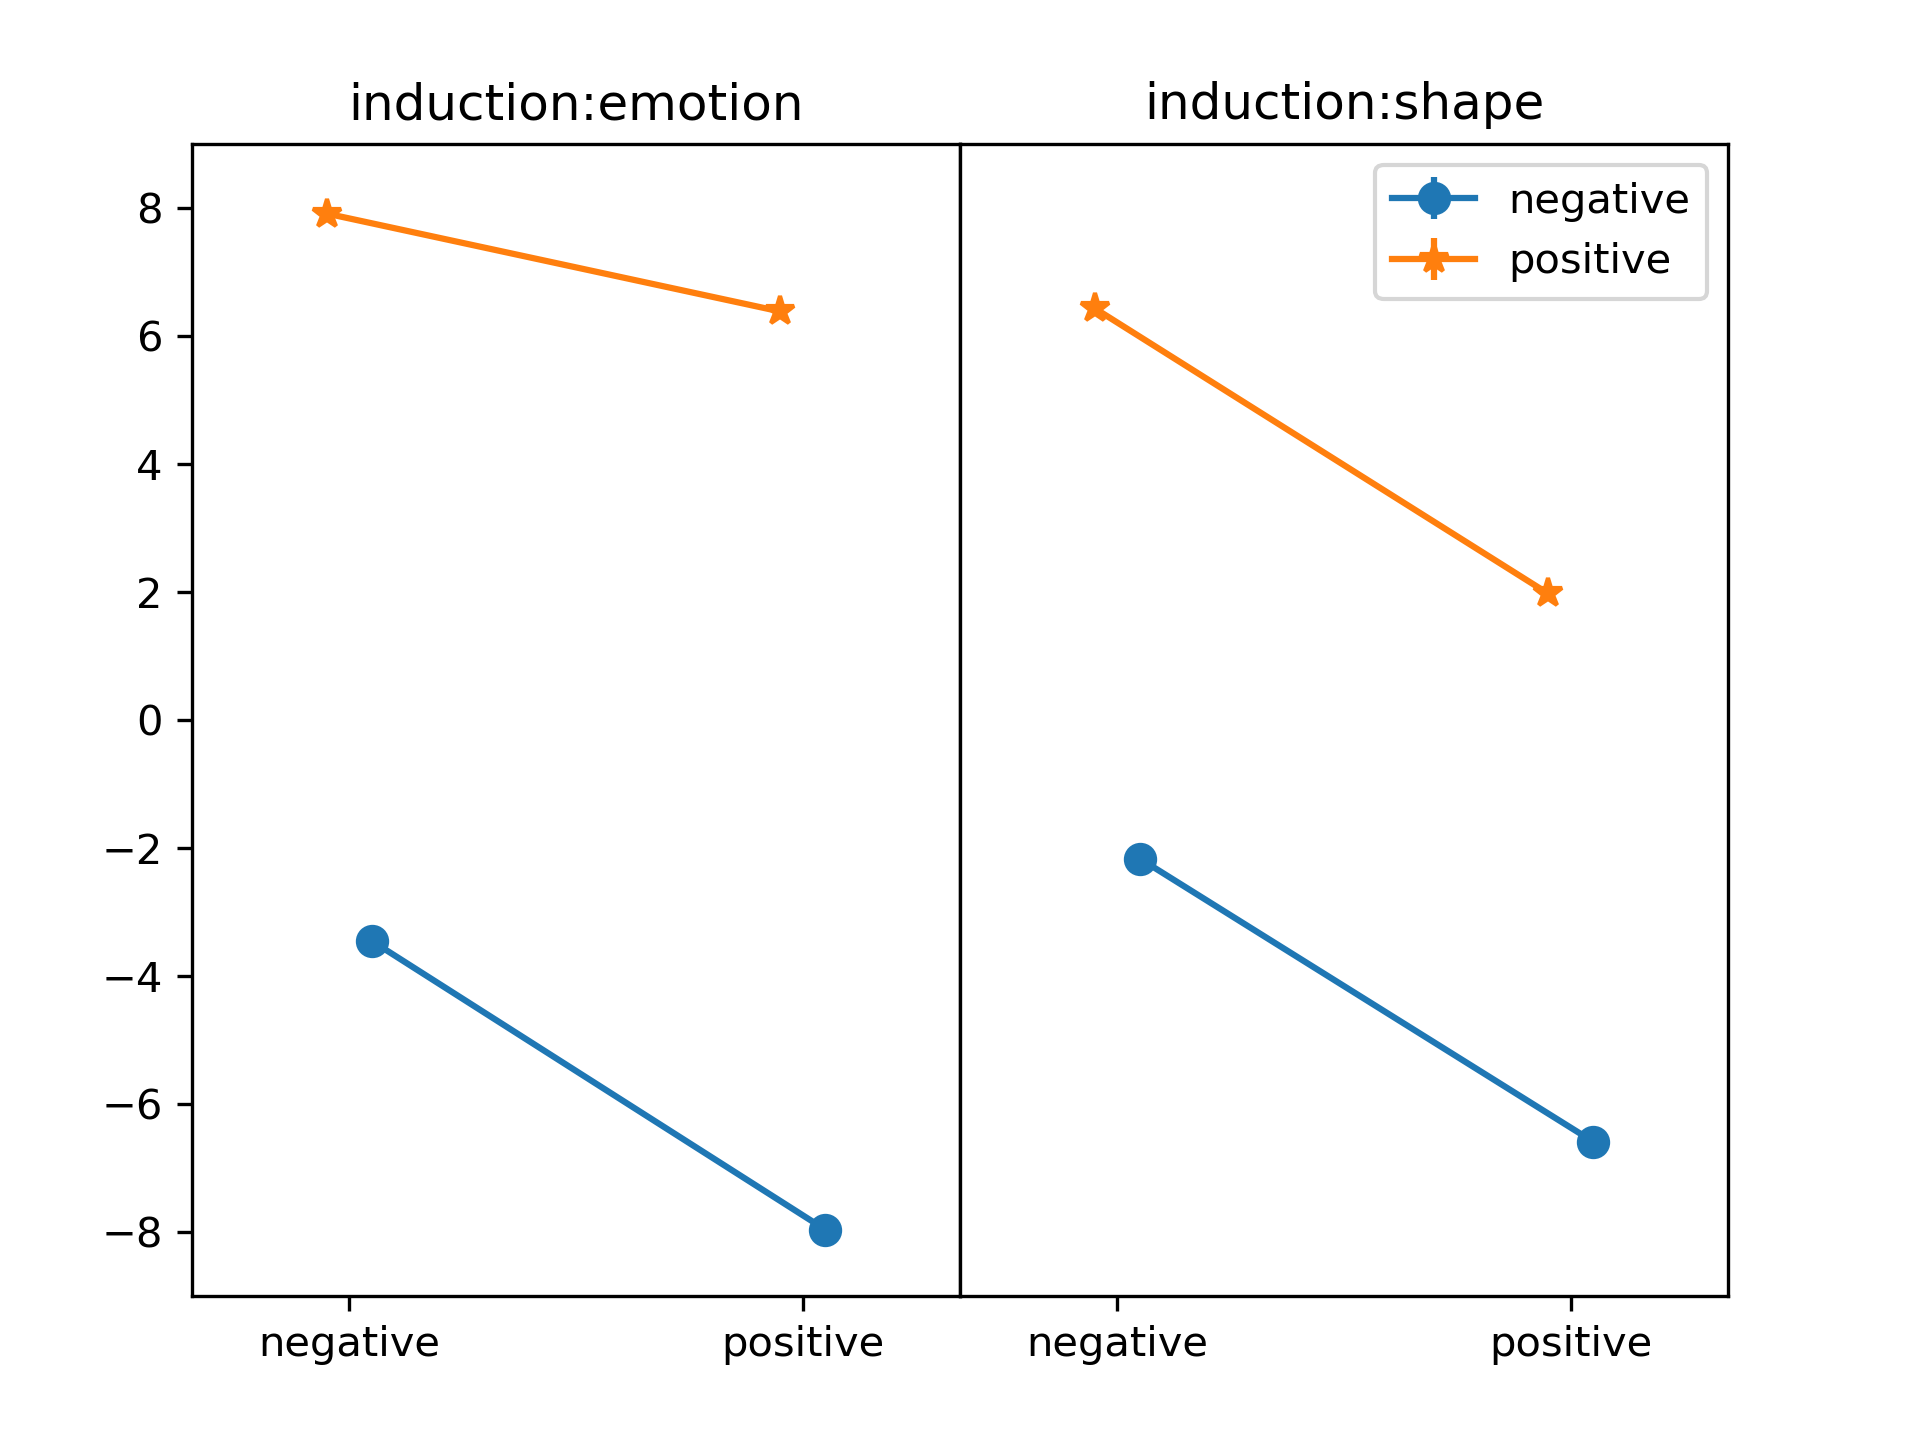 induction:emotion
induction:shape
negative
positive
8
6
4
2
0
−2
−4
−6
−8
negative
positive
negative
positive